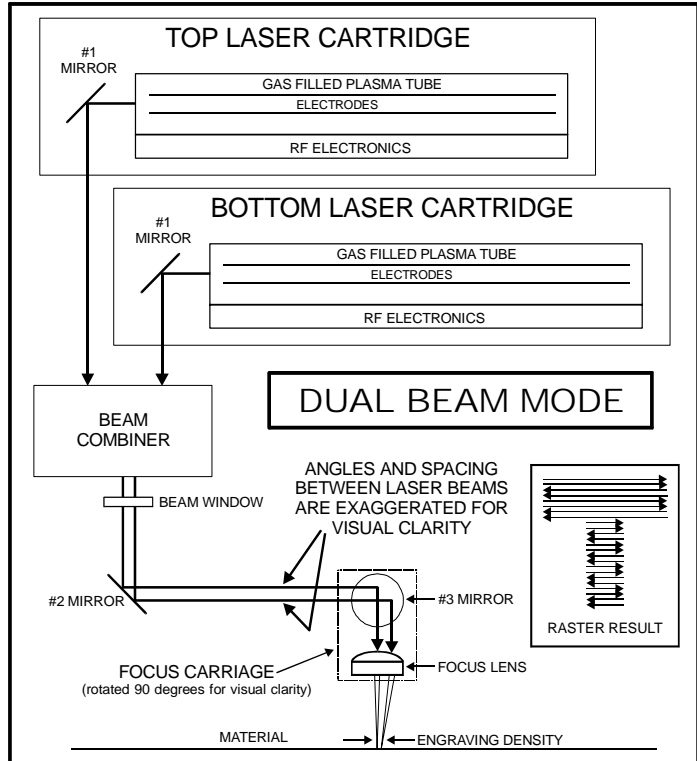 TOP LASER CARTRIDGE
#1
MIRROR
GAS FILLED PLASMA TUBE
ELECTRODES
RF ELECTRONICS
BOTTOM LASER CARTRIDGE
#1
MIRROR
GAS FILLED PLASMA TUBE
ELECTRODES
RF ELECTRONICS
BEAM
COMBINER
DUAL BEAM MODE
BEAM WINDOW
ANGLES AND SPACING
BETWEEN LASER BEAMS
ARE EXAGGERATED FOR
VISUAL CLARITY
#2 MIRROR
#3 MIRROR
RASTER RESULT
FOCUS CARRIAGE
(rotated 90 degrees for visual clarity)
FOCUS LENS
MATERIAL
ENGRAVING DENSITY